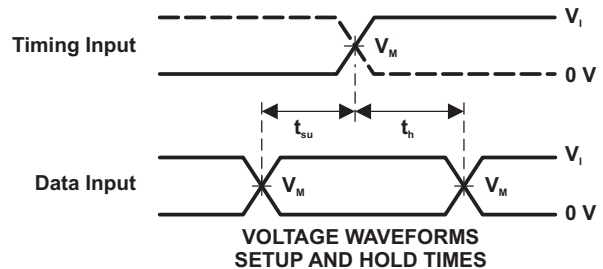 V_I
Timing Input
V_M
0 V
t_su
t_h
V_I
Data Input
V_M
V_M
0 V
VOLTAGE WAVEFORMS
SETUP AND HOLD TIMES